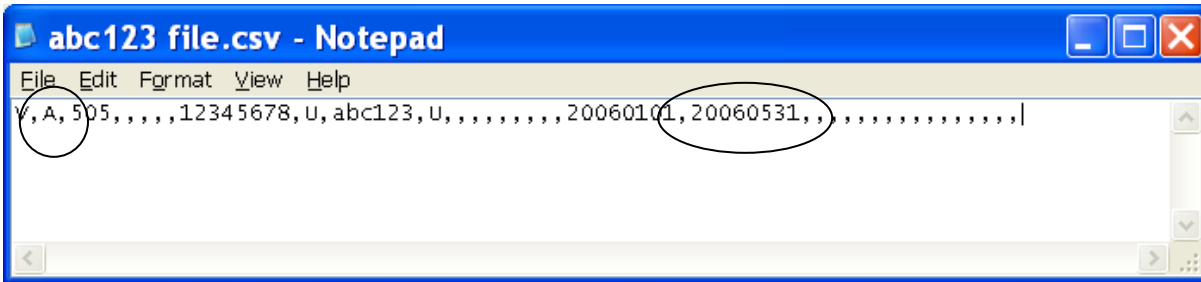 abc123 file.csv - Notepad
File Edit Format View Help
V,A,505,,,,,12345678,U,abc123,U,,,,,,,,,20060101,20060531,,,,,,,,,,,,,,,,